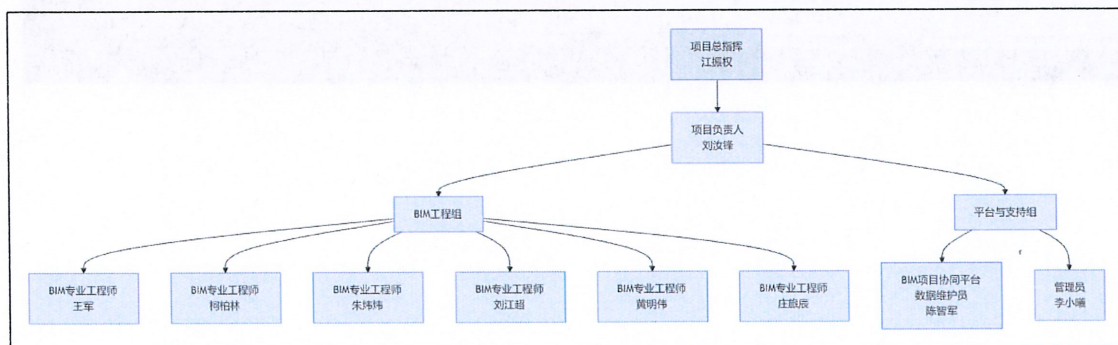 项目总指挥
江振权
项目负责人
刘汝锋
BIM工程组
平台与支持组
BIM专业工程师
王军
BIM专业工程师
柯柏林
BIM专业工程师
朱炜玮
BIM专业工程师
刘江超
BIM专业工程师
黄明伟
BIM专业工程师
庄旅辰
BIM项目协同平台
数据维护员
陈智军
管理员
李小曦